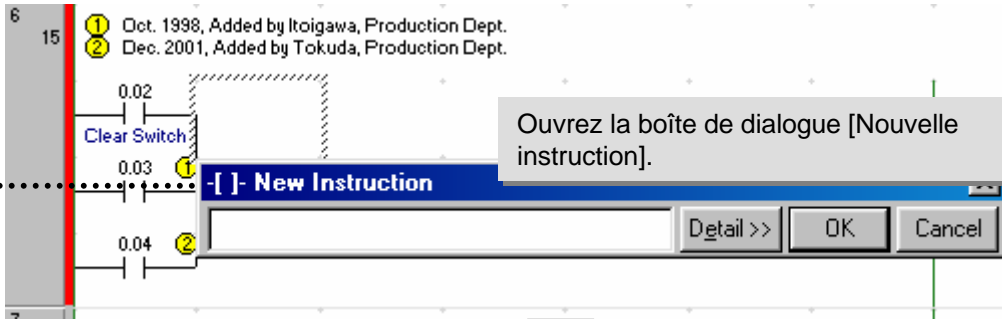 6
15
1 Oct. 1998, Added by Itoigawa, Production Dept.
2 Dec. 2001, Added by Tokuda, Production Dept.
0.02
Clear Switch
Ouvrez la boîte de dialogue [Nouvelle
instruction].
0.03 1
-[ ]- New Instruction
Detail >> OK Cancel
0.04 2
7